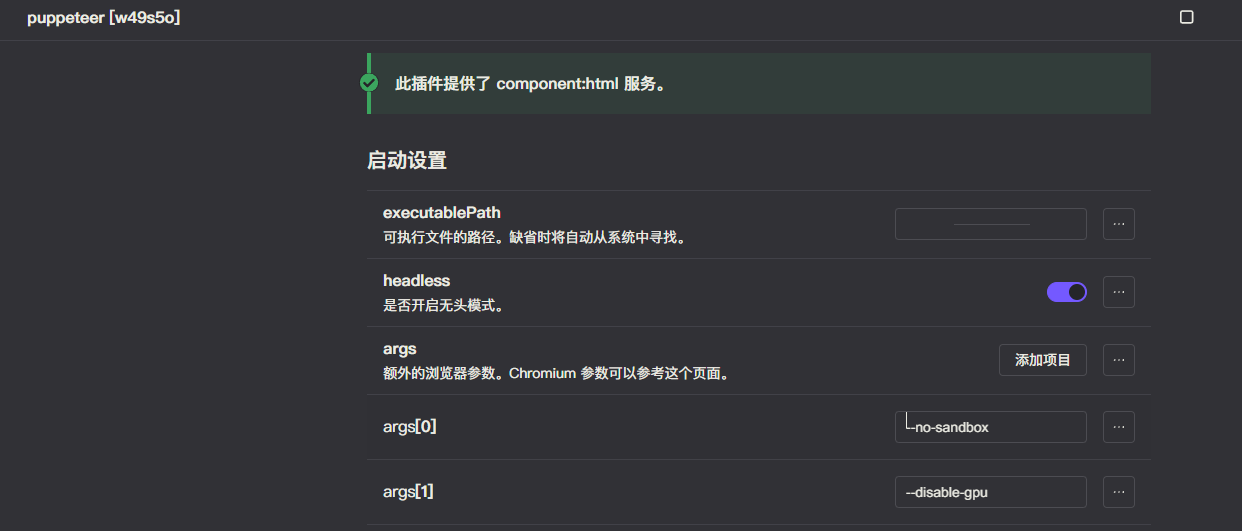 puppeteer [w49s5o]
此插件提供了 component:html 服务。
启动设置
executablePath
可执行文件的路径。缺省时将自动从系统中寻找。
headless
是否开启无头模式。
args
额外的浏览器参数。Chromium 参数可以参考这个页面。
添加项目
args[0]
--no-sandbox
args[1]
--disable-gpu